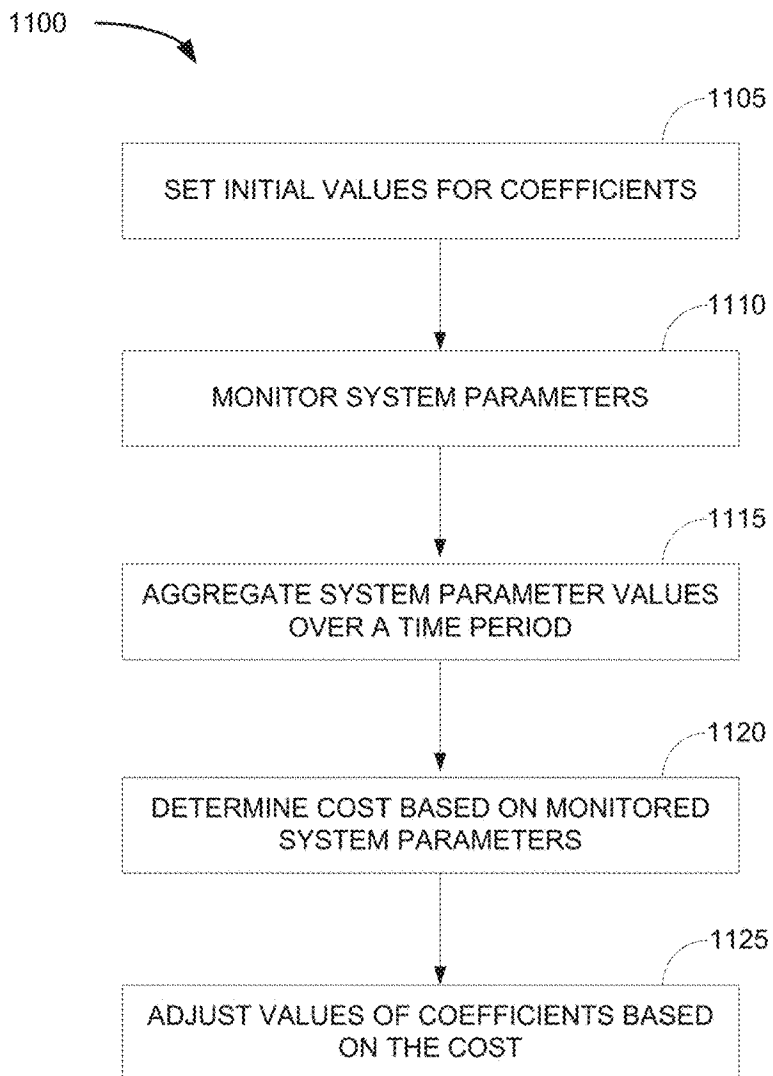 1100
1105
SET INITIAL VALUES FOR COEFFICIENTS
1110
MONITOR SYSTEM PARAMETERS
1115
AGGREGATE SYSTEM PARAMETER VALUES
OVER A TIME PERIOD
1120
DETERMINE COST BASED ON MONITORED
SYSTEM PARAMETERS
1125
ADJUST VALUES OF COEFFICIENTS BASED
ON THE COST